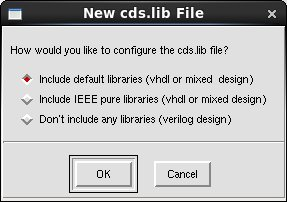 New cds.lib File
How would you like to configure the cds.lib file?
Include default libraries (vhdl or mixed design)
Include IEEE pure libraries (vhdl or mixed design)
Don't include any libraries (verilog design)
OK
Cancel